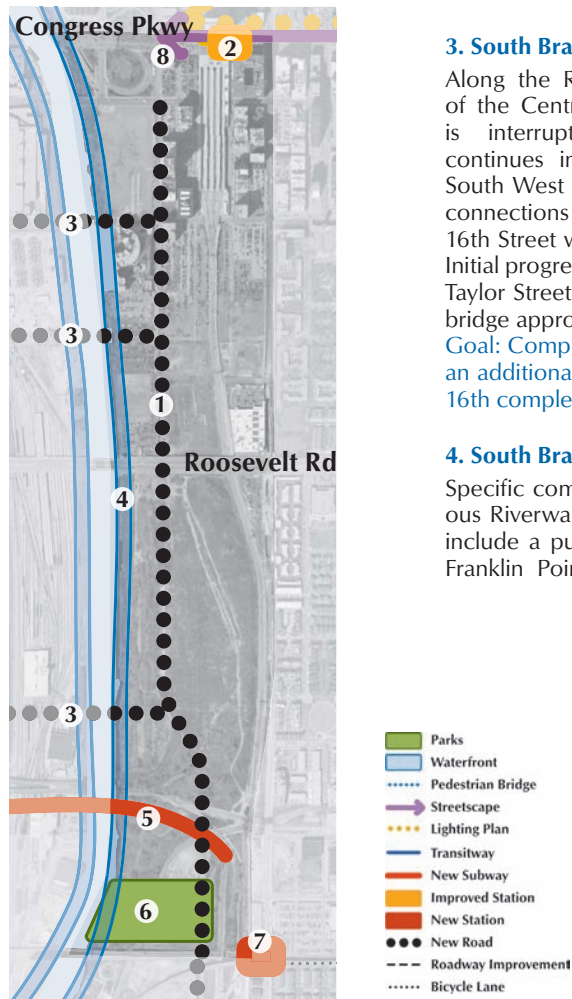 Congress Pkwy
2
8
3
3
1
Roosevelt Rd
4
3
5
6
7
3. South Bra
Along the R
of the Centr
is interrupt
continues in
South West
connections
16th Street w
Initial progre
Taylor Street
bridge appro
Goal: Comp
an additiona
16th comple
4. South Bra
Specific com
ous Riverwa
include a pu
Franklin Poin
Parks
Waterfront
Pedestrian Bridge
Streetscape
Lighting Plan
Transitway
New Subway
Improved Station
New Station
New Road
Roadway Improvement
Bicycle Lane